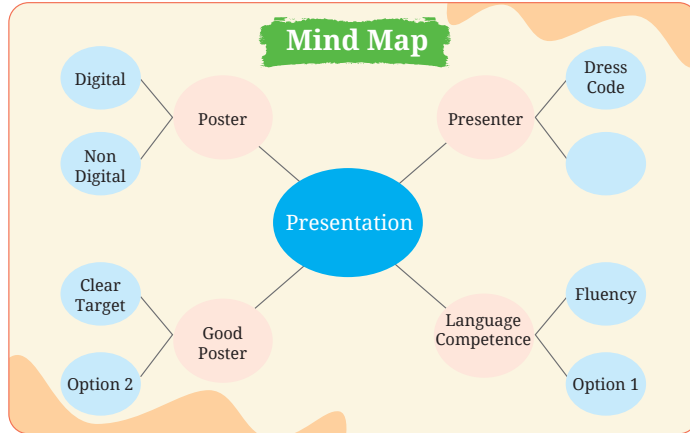 Mind Map
Digital
Non
Digital
Poster
Presenter
Dress
Code
Presentation
Clear
Target
Option 2
Good
Poster
Language
Competence
Fluency
Option 1